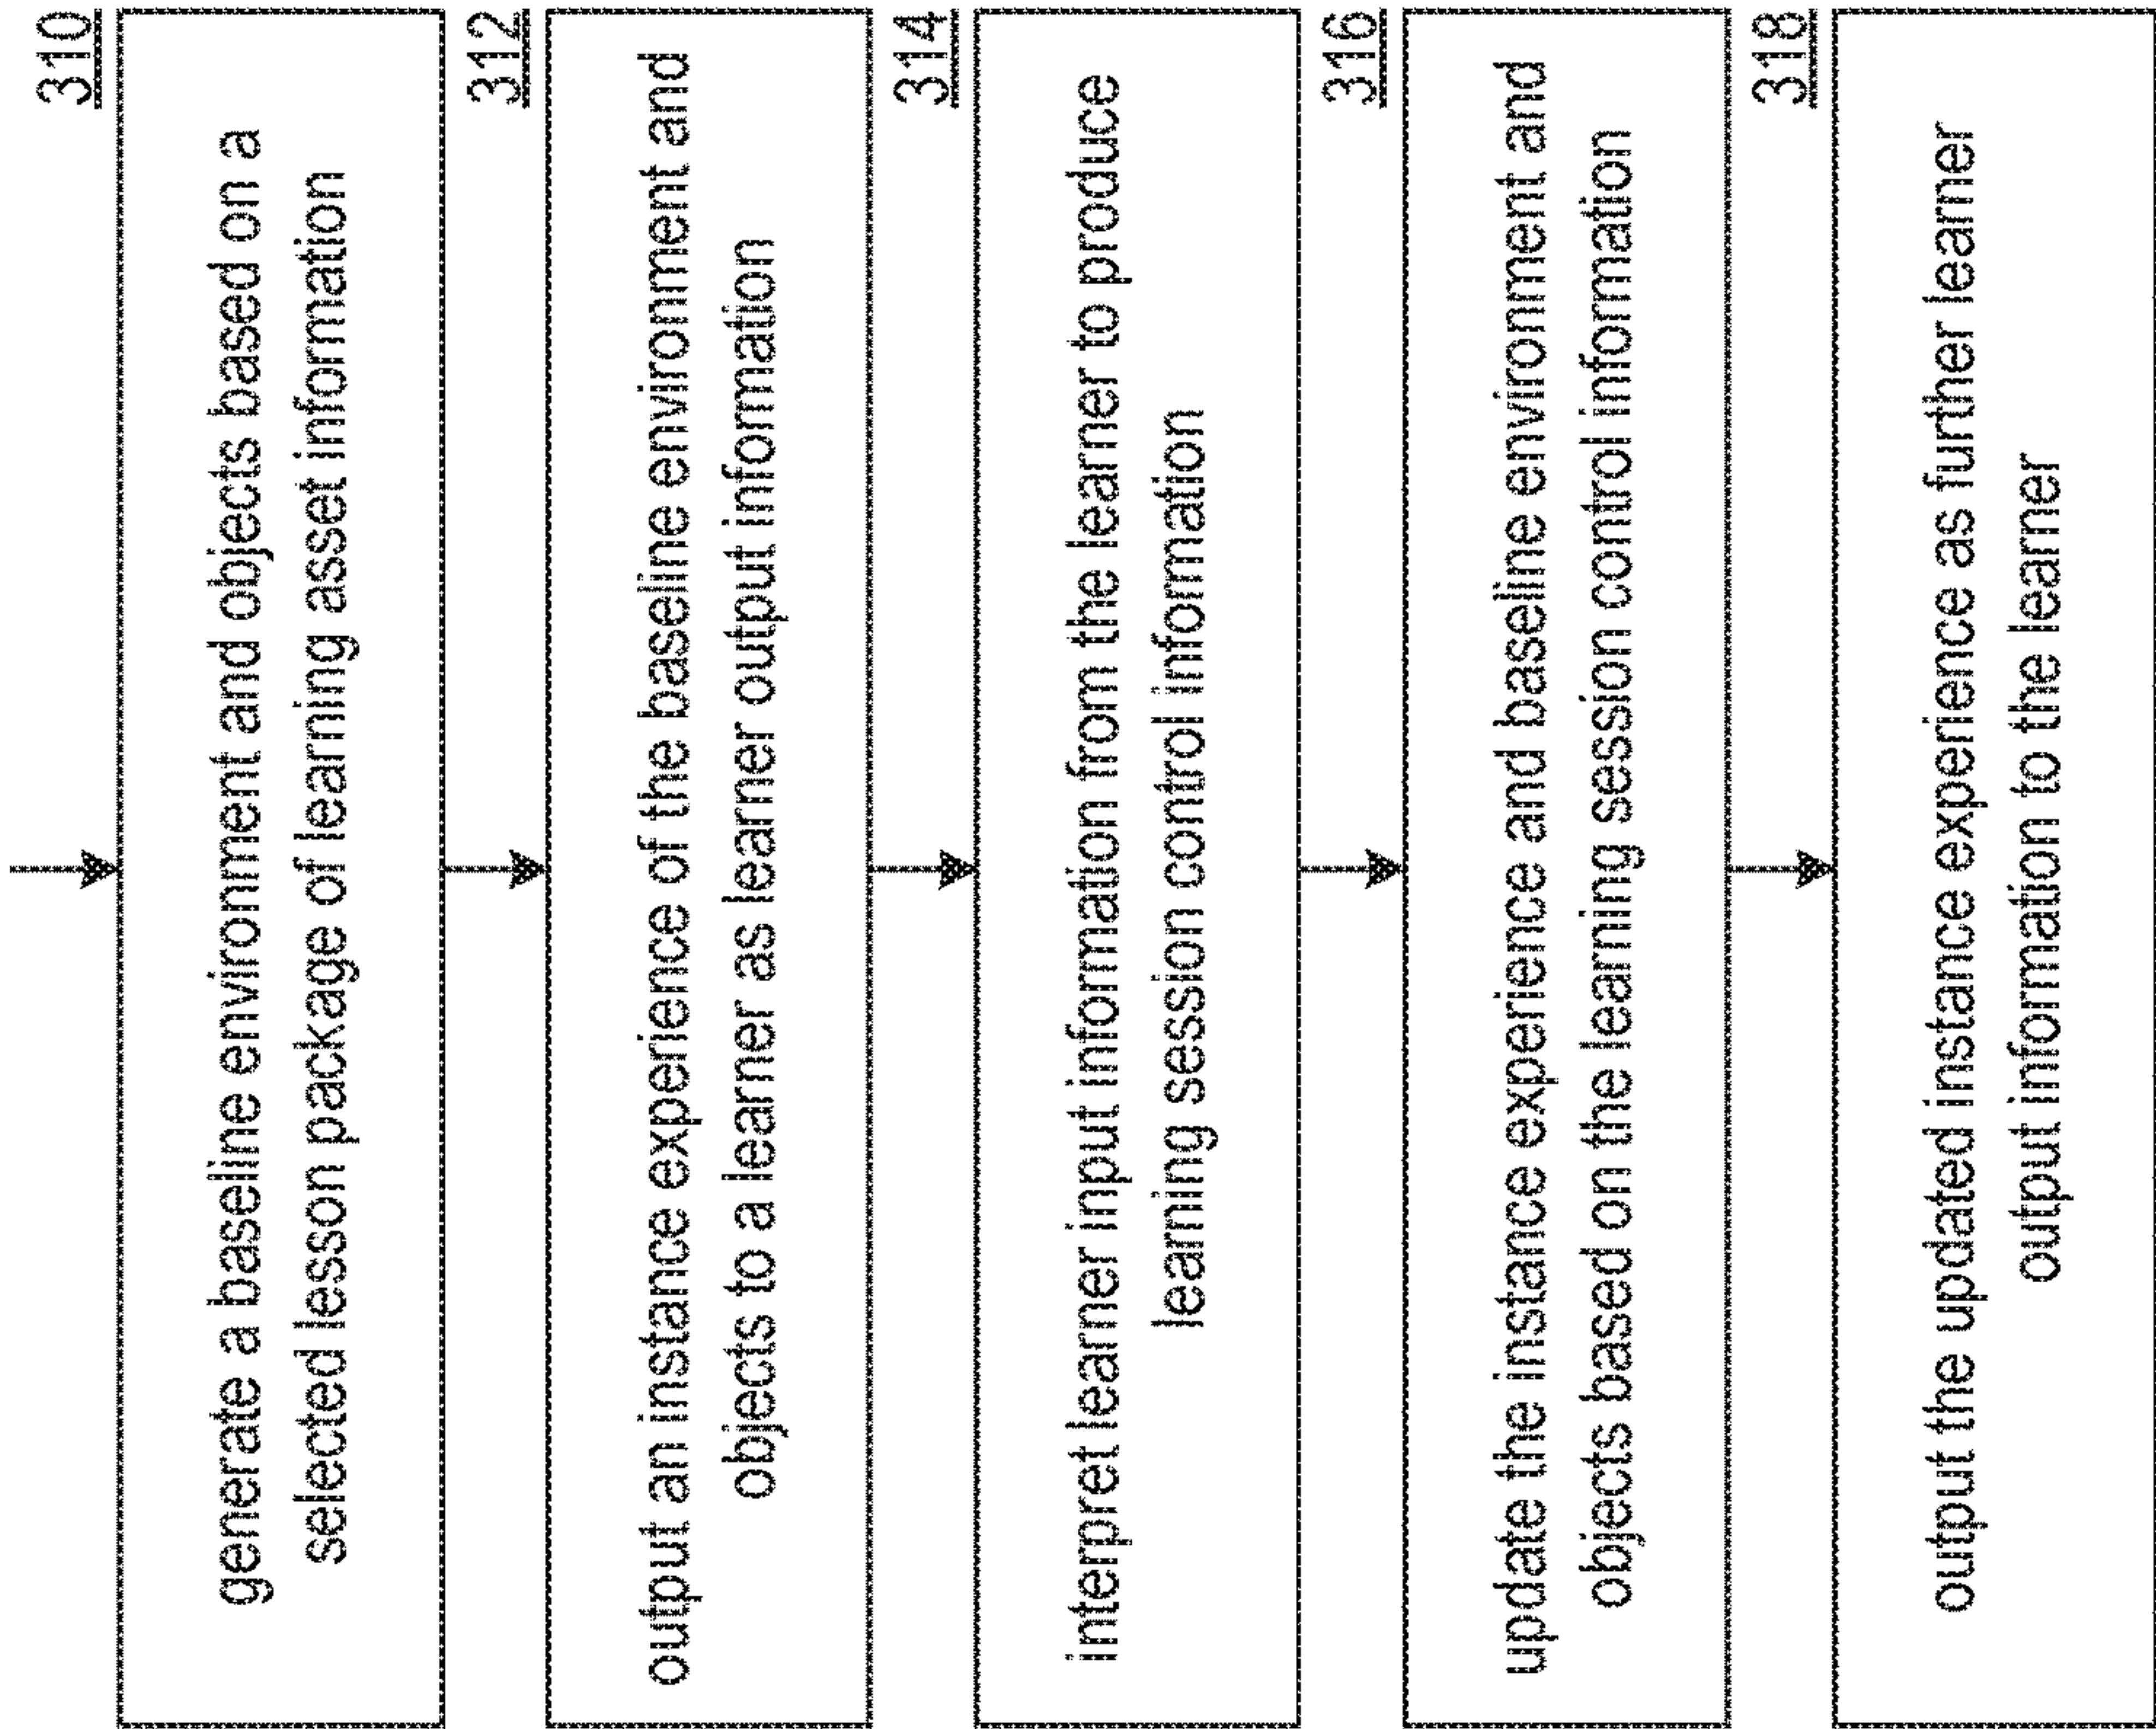 310
generate a baseline environment and objects based on a
selected lesson package of learning asset information
312
output an instance experience of the baseline environment and
objects to a learner as learner output information
314
interpret learner input information from the learner to produce
learning session control information
316
update the instance experience and baseline environment and
objects based on the learning session control information
318
output the updated instance experience as further learner
output information to the learner